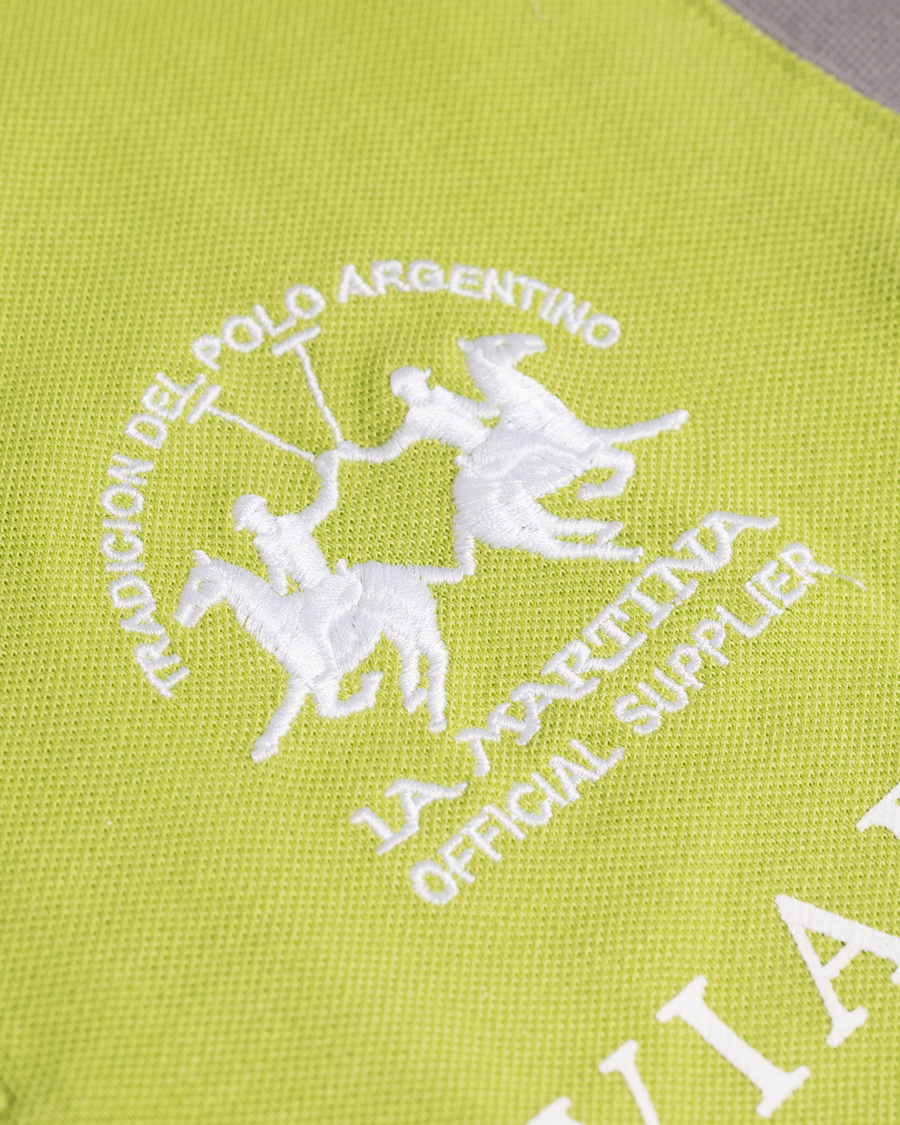 TRADICION DEL POLO ARGENTINO
LA MARTINA
OFFICIAL SUPPLIER